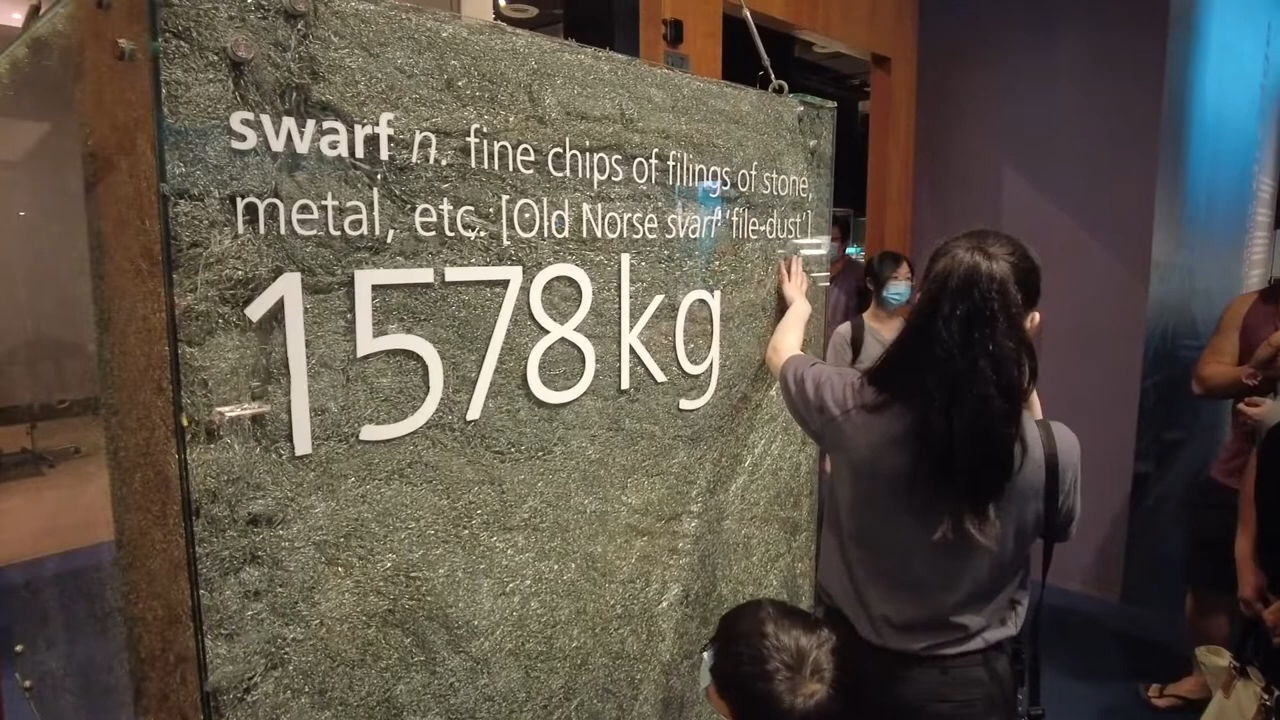 swarf n. fine chips of filings of stone,
metal, etc. [Old Norse svarf 'file-dust']
1578kg